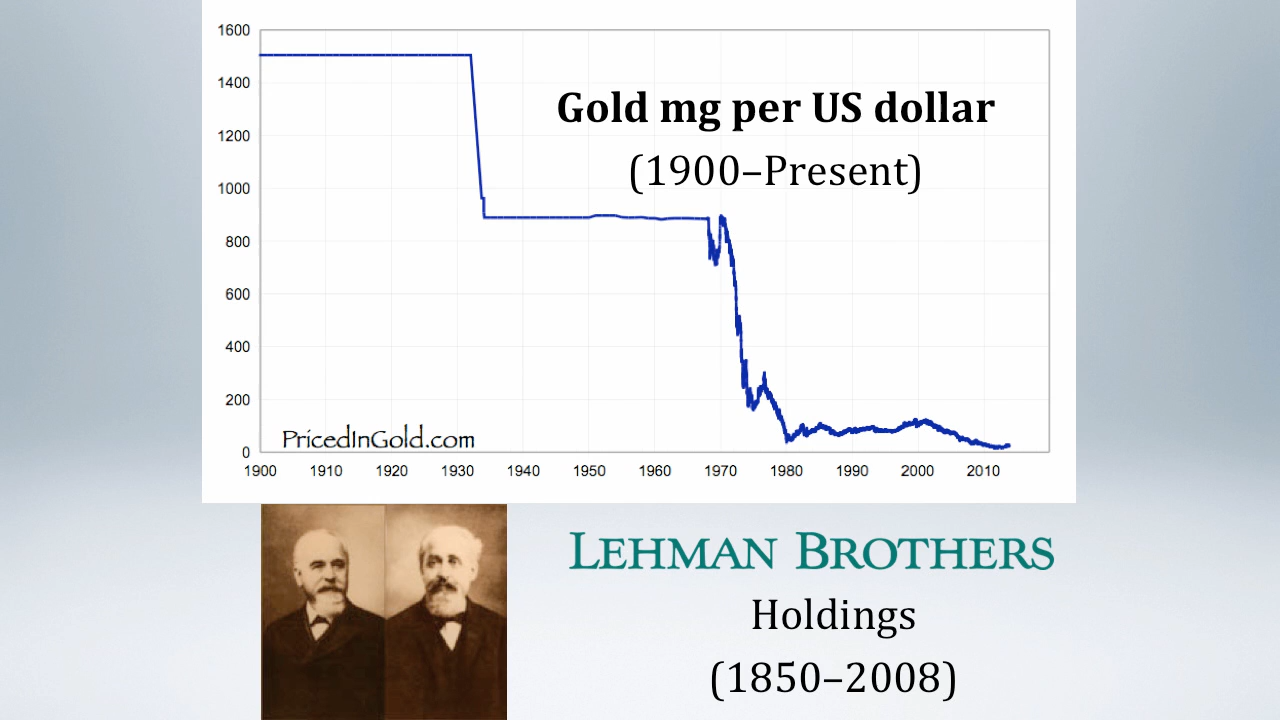 1600
1400
1200
1000
800
600
400
200
0
Gold mg per US dollar
(1900–Present)
PricedInGold.com
1900 1910 1920 1930 1940 1950 1960 1970 1980 1990 2000 2010
LEHMAN BROTHERS
Holdings
(1850–2008)